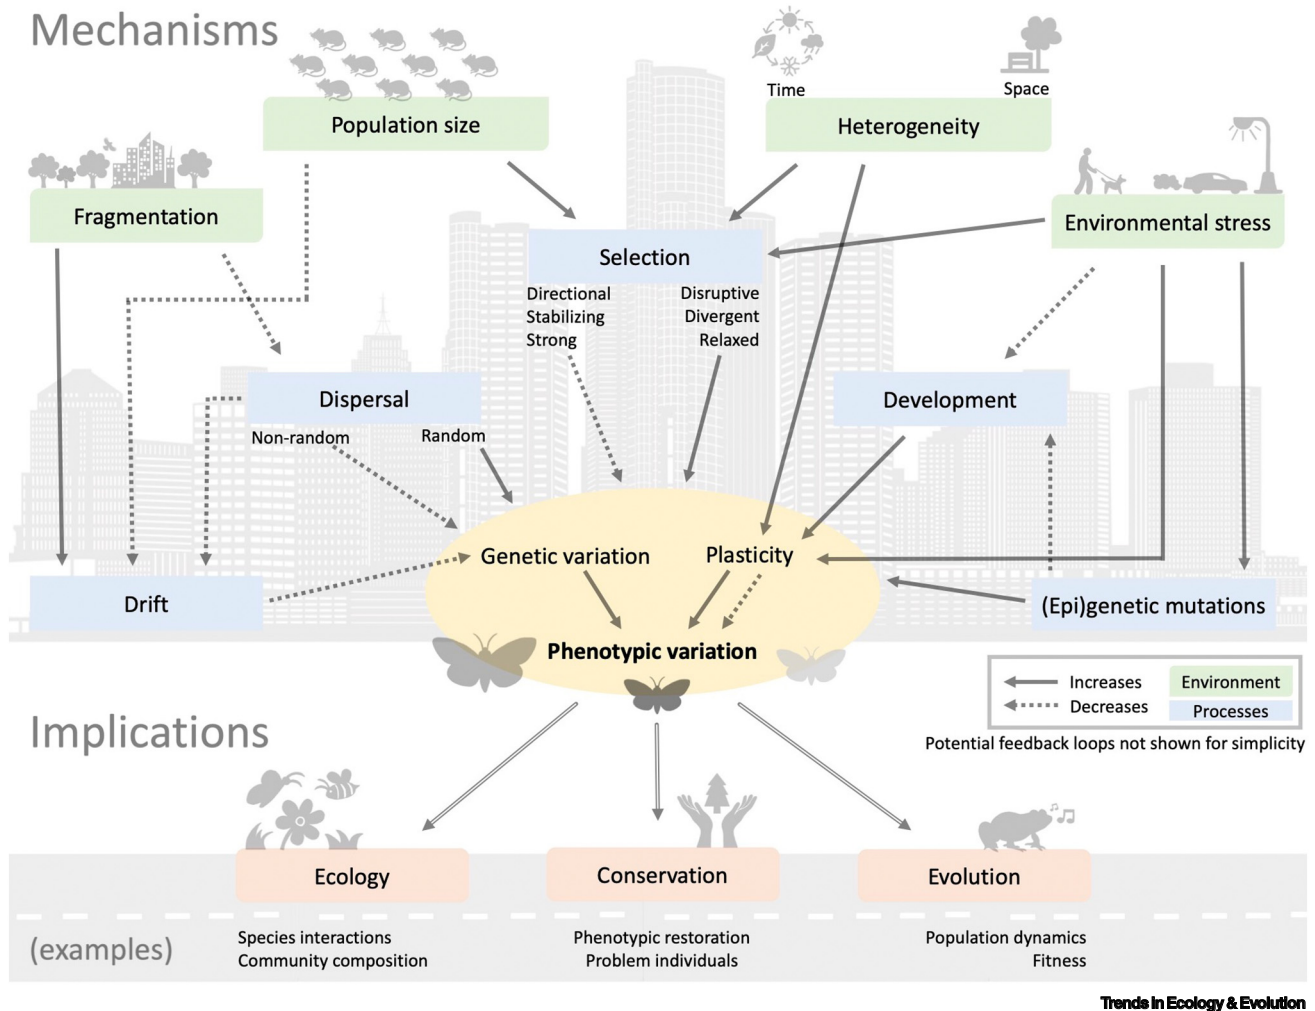 Mechanisms
Population size
Time
Space
Heterogeneity
Fragmentation
Environmental stress
Selection
Directional
Stabilizing
Strong
Disruptive
Divergent
Relaxed
Dispersal
Non-random
Random
Development
Genetic variation
Plasticity
Drift
(Epi)genetic mutations
Phenotypic variation
Increases
Decreases
Environment
Processes
Potential feedback loops not shown for simplicity
Implications
Ecology
Conservation
Evolution
(examples)
Species interactions
Community composition
Phenotypic restoration
Problem individuals
Population dynamics
Fitness
Trends in Ecology & Evolution